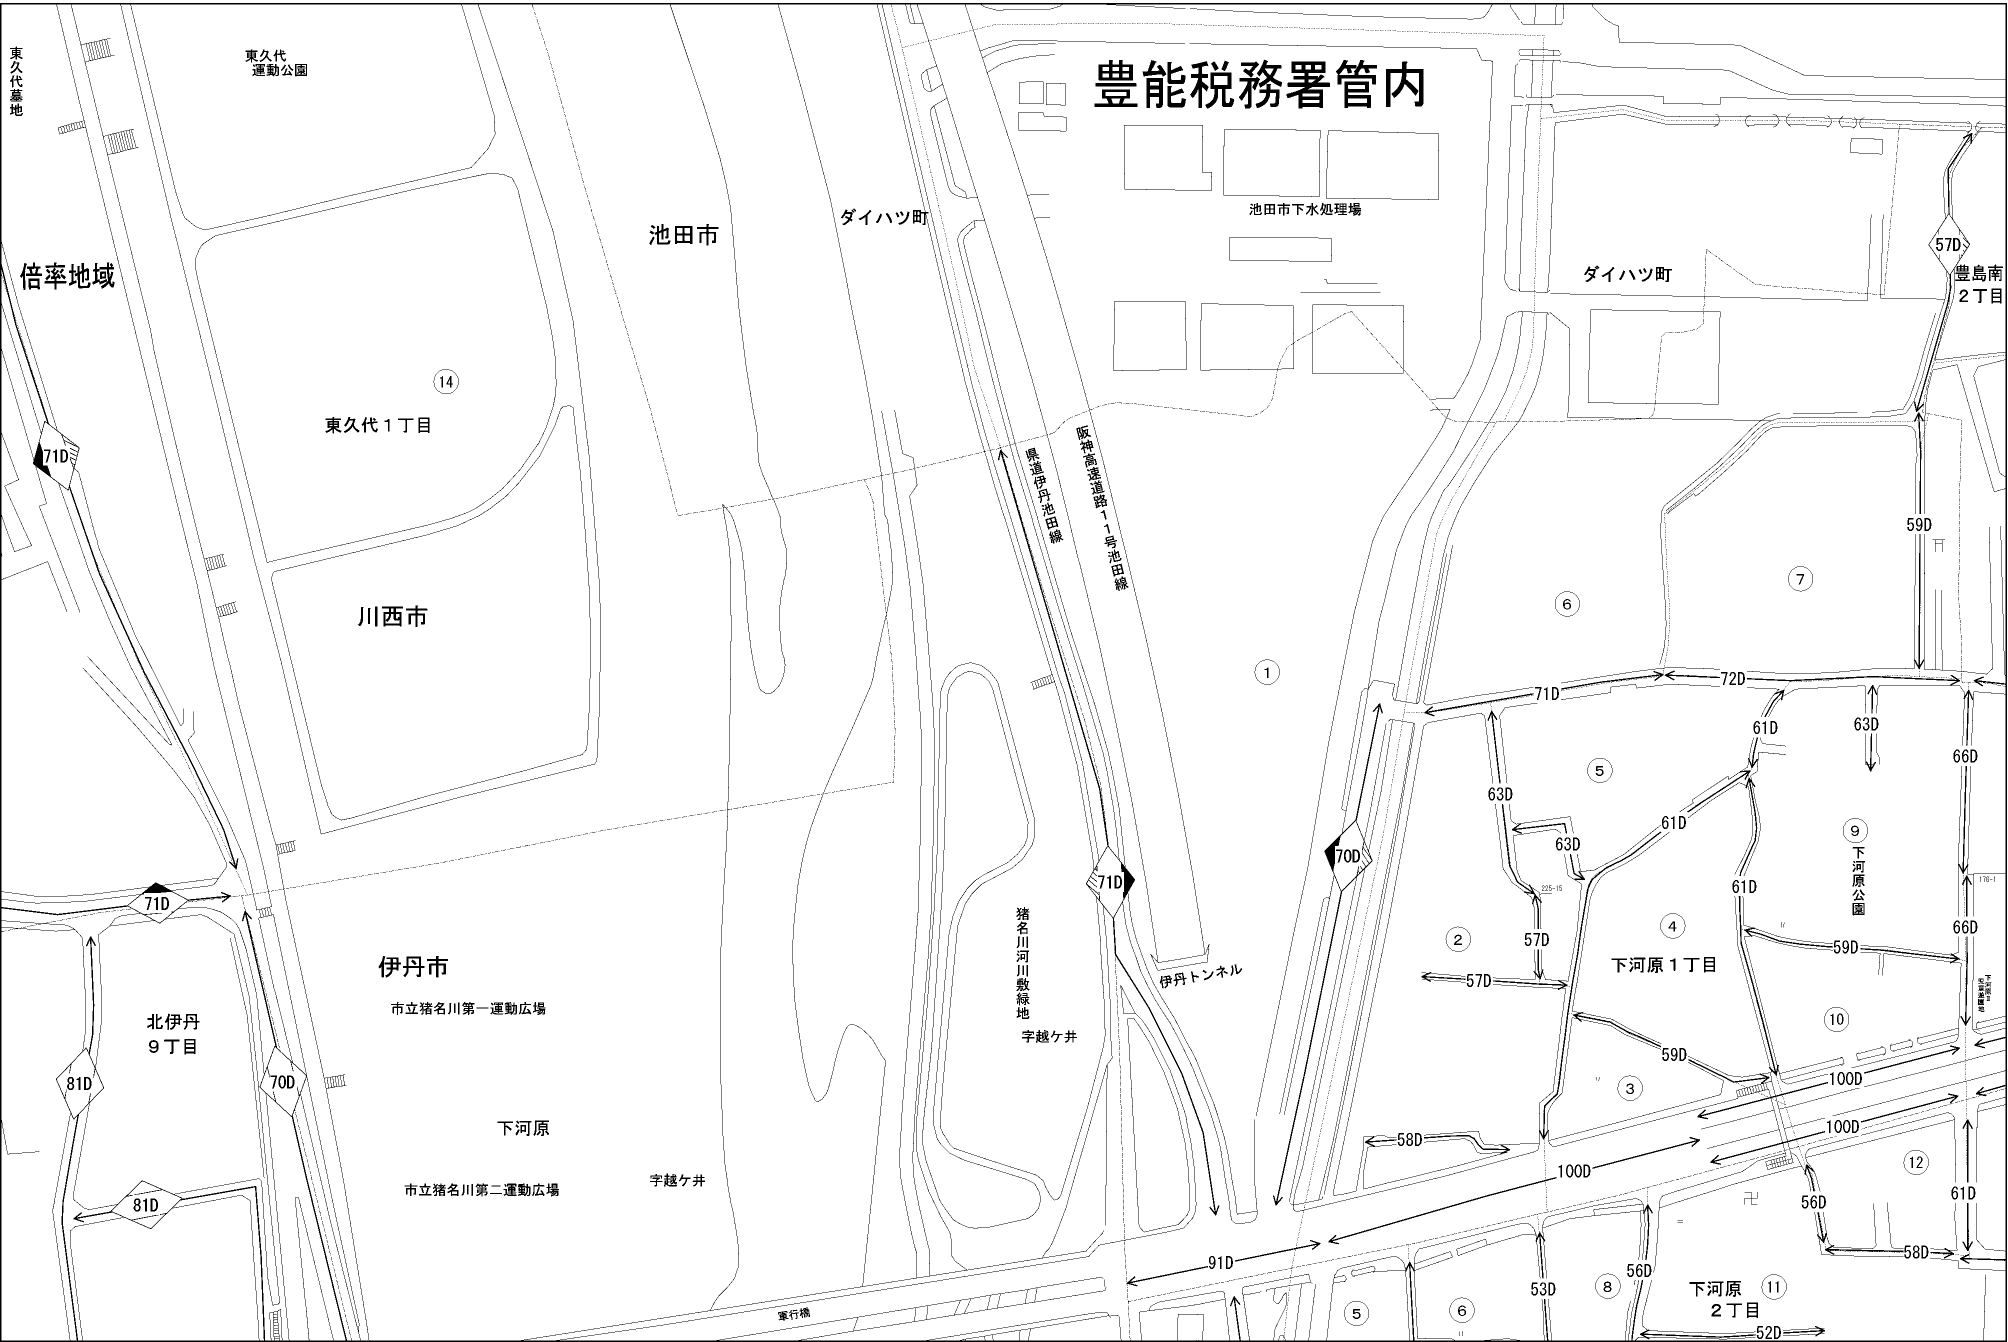 東久代墓地
東久代
運動公園
豊能税務署管内
池田市
ダイハツ町
池田市下水処理場
57D
倍率地域
ダイハツ町
豊島南
２丁目
14
東久代１丁目
71D
県道伊丹池田線
阪神高速道路１１号池田線
59D
川西市
1
6
7
71D
72D
61D
63D
66D
5
63D
63D
61D
9
下河原公園
70D
71D
61D
225-15
176-1
71D
猪名川河川敷緑地
2
57D
4
66D
59D
伊丹市
伊丹トンネル
57D
下河原１丁目
市立猪名川第一運動広場
字越ケ井
北伊丹
９丁目
10
59D
81D
70D
3
100D
下河原
58D
100D
12
100D
市立猪名川第二運動広場
字越ケ井
81D
56D
61D
58D
91D
53D
56D
8
下河原
２丁目
11
軍行橋
5
6
52D